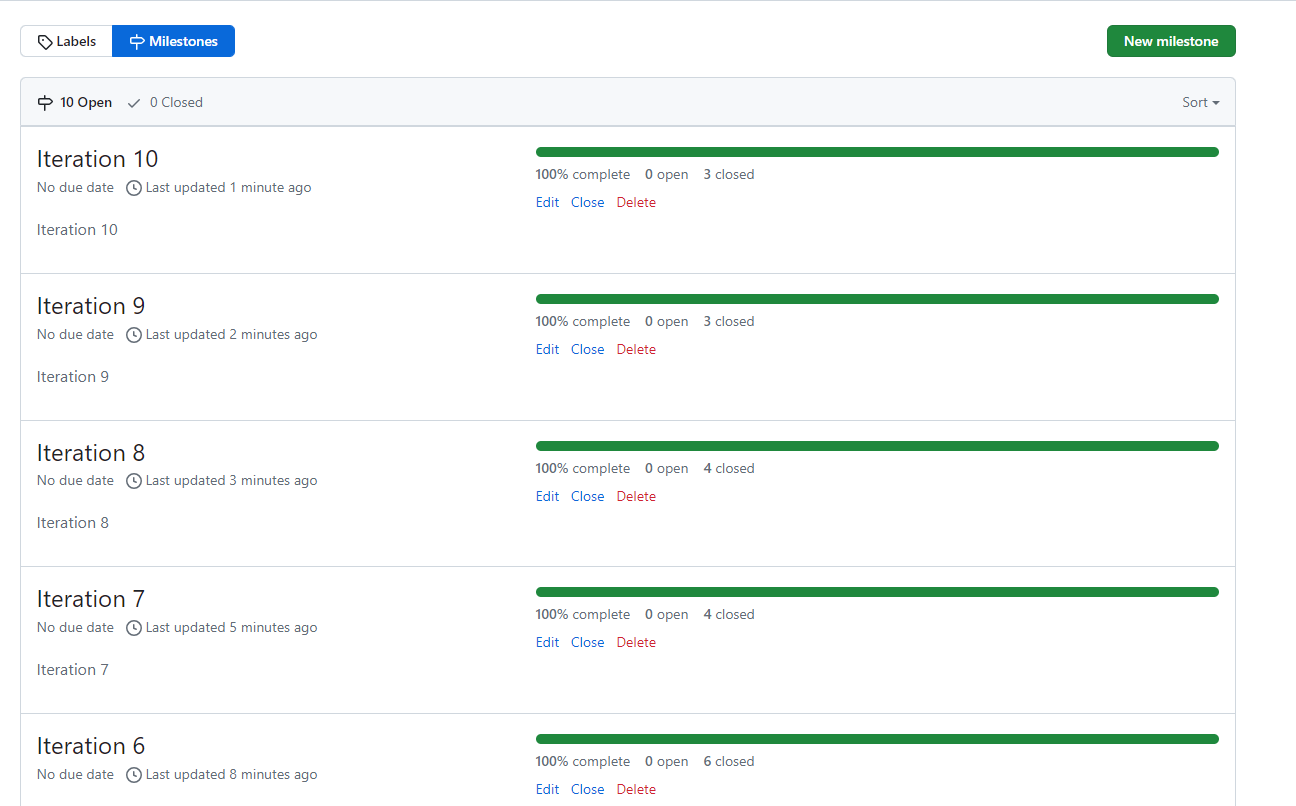 Labels Milestones New milestone
10 Open 0 Closed Sort
Iteration 10
No due date Last updated 1 minute ago
Iteration 10
100% complete 0 open 3 closed
Edit Close Delete
Iteration 9
No due date Last updated 2 minutes ago
Iteration 9
100% complete 0 open 3 closed
Edit Close Delete
Iteration 8
No due date Last updated 3 minutes ago
Iteration 8
100% complete 0 open 4 closed
Edit Close Delete
Iteration 7
No due date Last updated 5 minutes ago
Iteration 7
100% complete 0 open 4 closed
Edit Close Delete
Iteration 6
No due date Last updated 8 minutes ago
100% complete 0 open 6 closed
Edit Close Delete